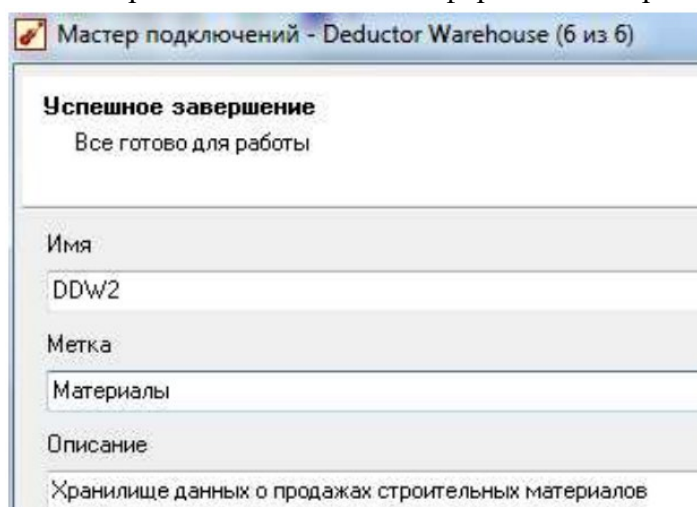 Мастер подключений - Deductor Warehouse (6 из 6)
Успешное завершение
Все готово для работы
Имя
DDW2
Метка
Материалы
Описание
Хранилище данных о продажах строительных материалов